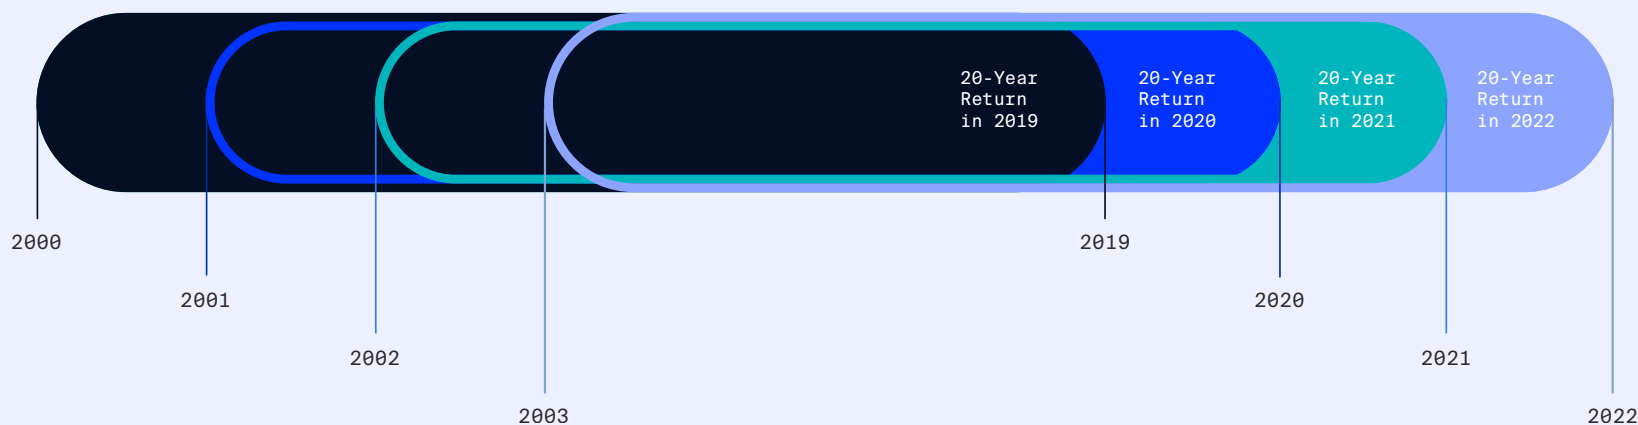 20-Year
Return
in 2019
20-Year
Return
in 2020
20-Year
Return
in 2021
20-Year
Return
in 2022
2000
2019
2001
2020
2002
2021
2003
2022